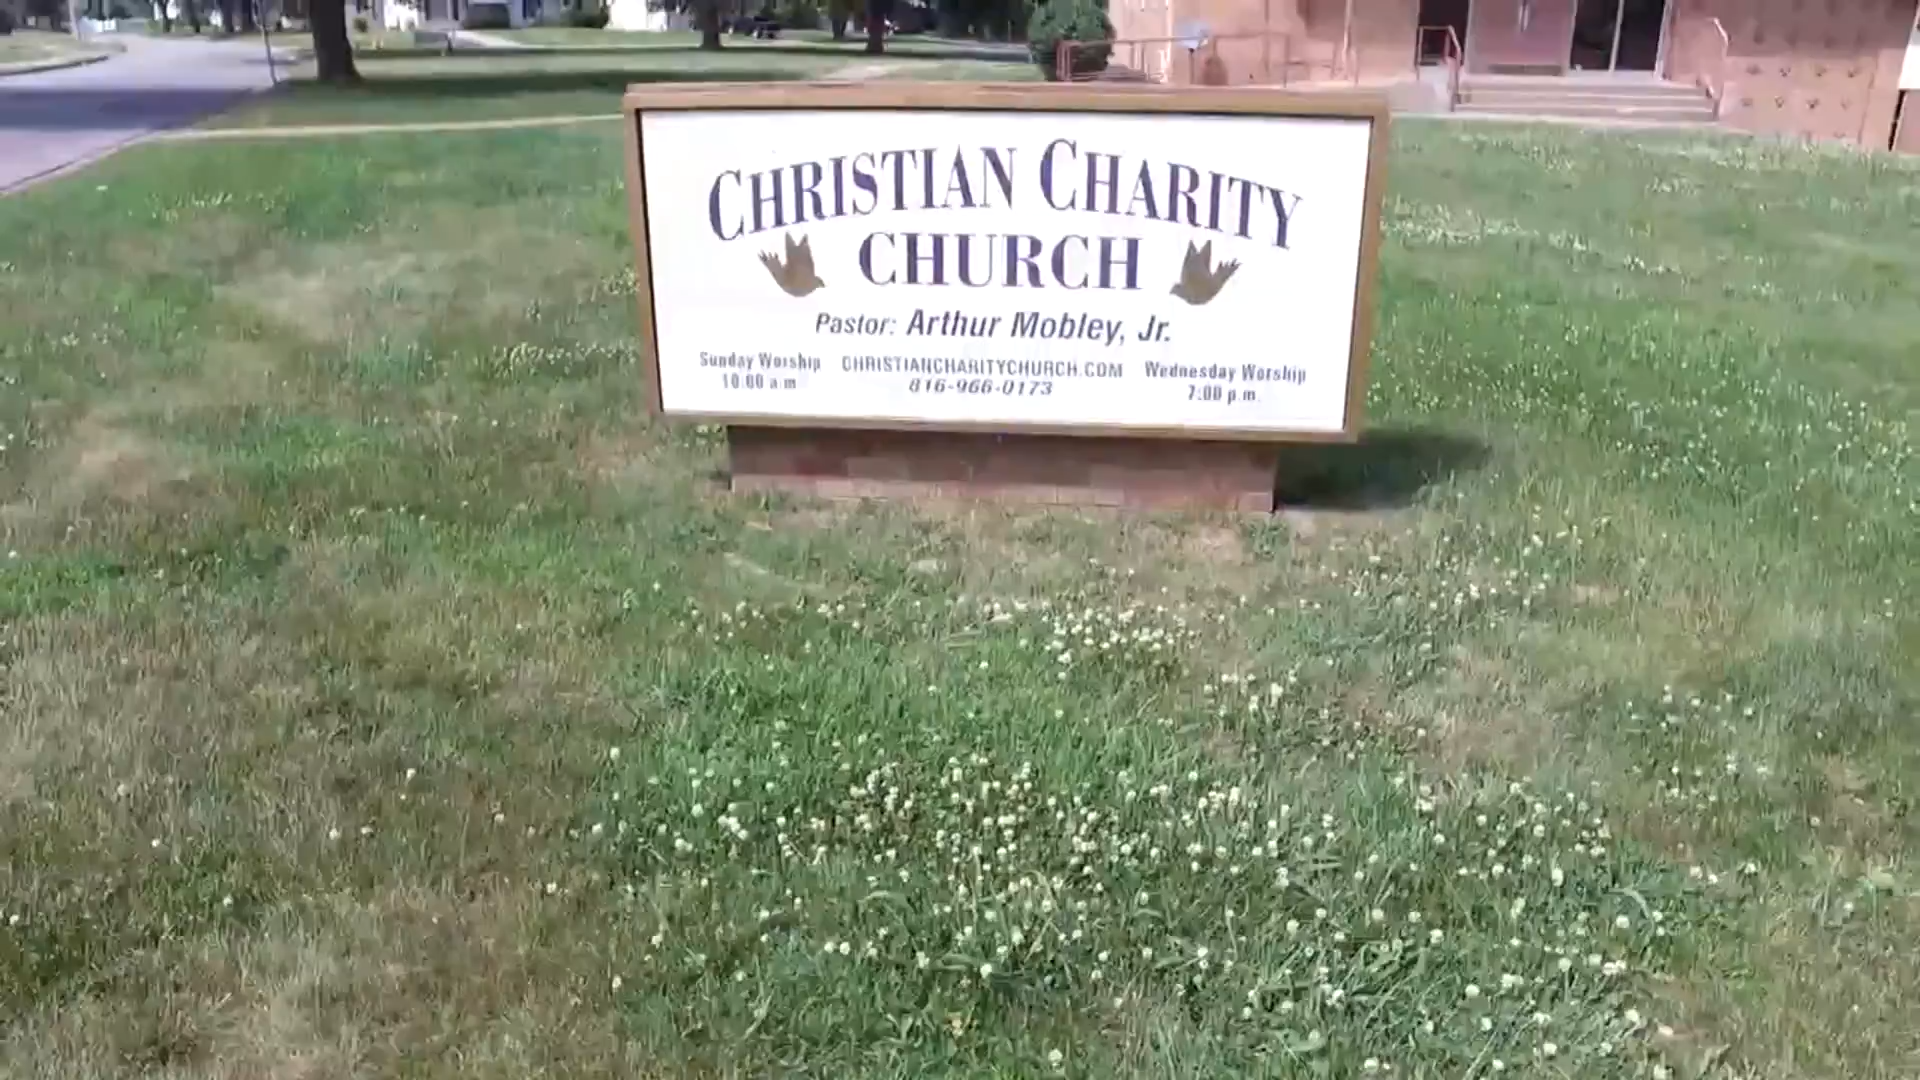 CHRISTIAN CHARITY
CHURCH
Pastor: Arthur Mobley, Jr.
Sunday Worship
10:00 a.m
CHRISTIANCHARITYCHURCH.COM
816-966-0173
Wednesday Worship
7:00 p.m.